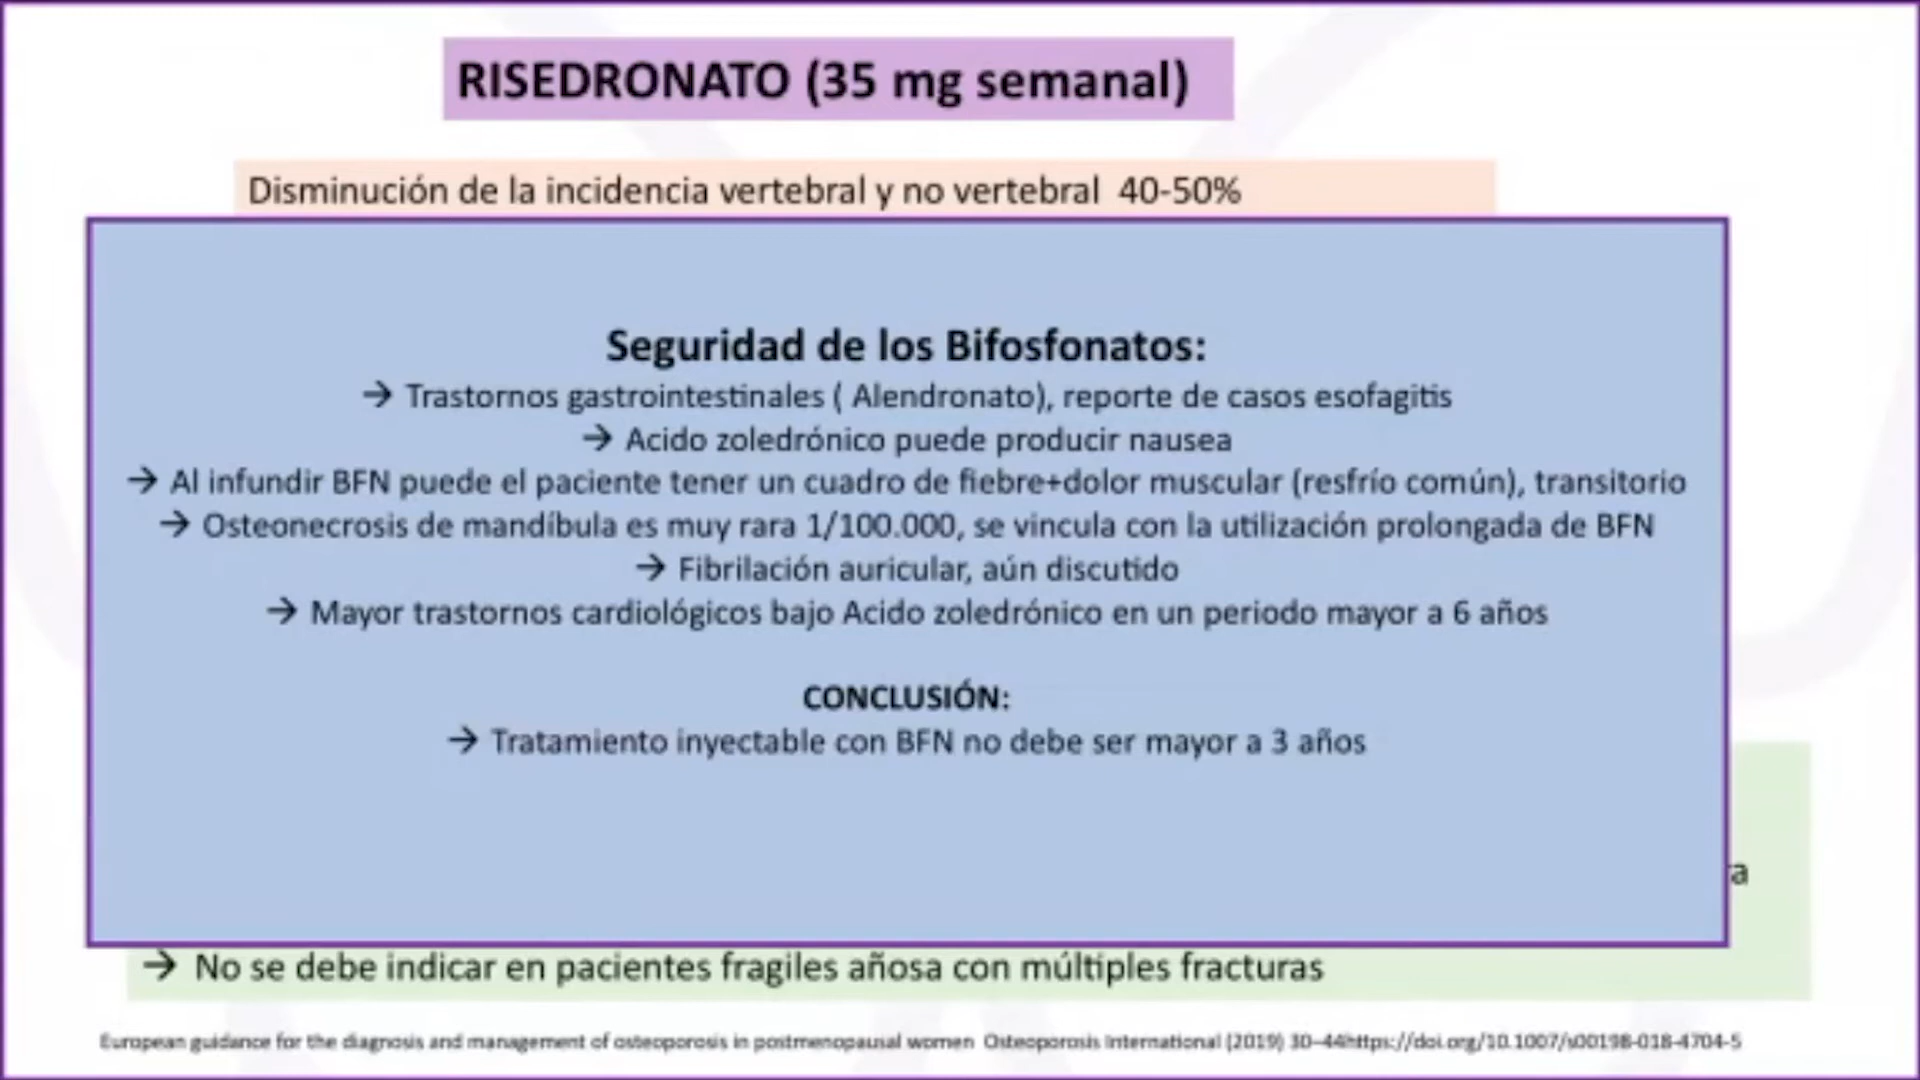 RISEDRONATO (35 mg semanal)
Disminución de la incidencia vertebral y no vertebral 40-50%
Seguridad de los Bifosfonatos:
→ Trastornos gastrointestinales ( Alendronato), reporte de casos esofagitis
→ Acido zoledrónico puede producir nausea
→ Al infundir BFN puede el paciente tener un cuadro de fiebre+dolor muscular (resfrío común), transitorio
→ Osteonecrosis de mandíbula es muy rara 1/100.000, se vincula con la utilización prolongada de BFN
→ Fibrilación auricular, aún discutido
→ Mayor trastornos cardiológicos bajo Acido zoledrónico en un periodo mayor a 6 años
CONCLUSIÓN:
→ Tratamiento inyectable con BFN no debe ser mayor a 3 años
→ No se debe indicar en pacientes fragiles añosa con múltiples fracturas
European guidance for the diagnosis and management of osteoporosis in postmenopausal women Osteoporosis International (2019) 30–44https://doi.org/10.1007/s00198-018-4704-5